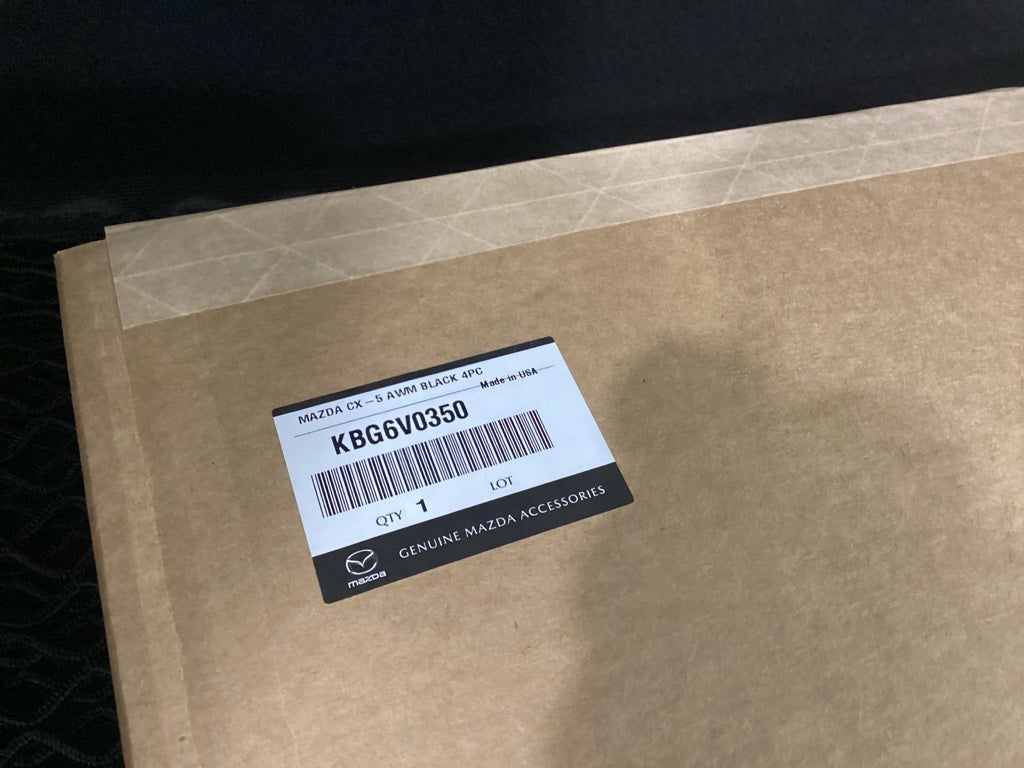 MAZDA CX-5 AWM BLACK 4PC
Made in USA
KBG6V0350
QTY 1 LOT
mazda GENUINE MAZDA ACCESSORIES